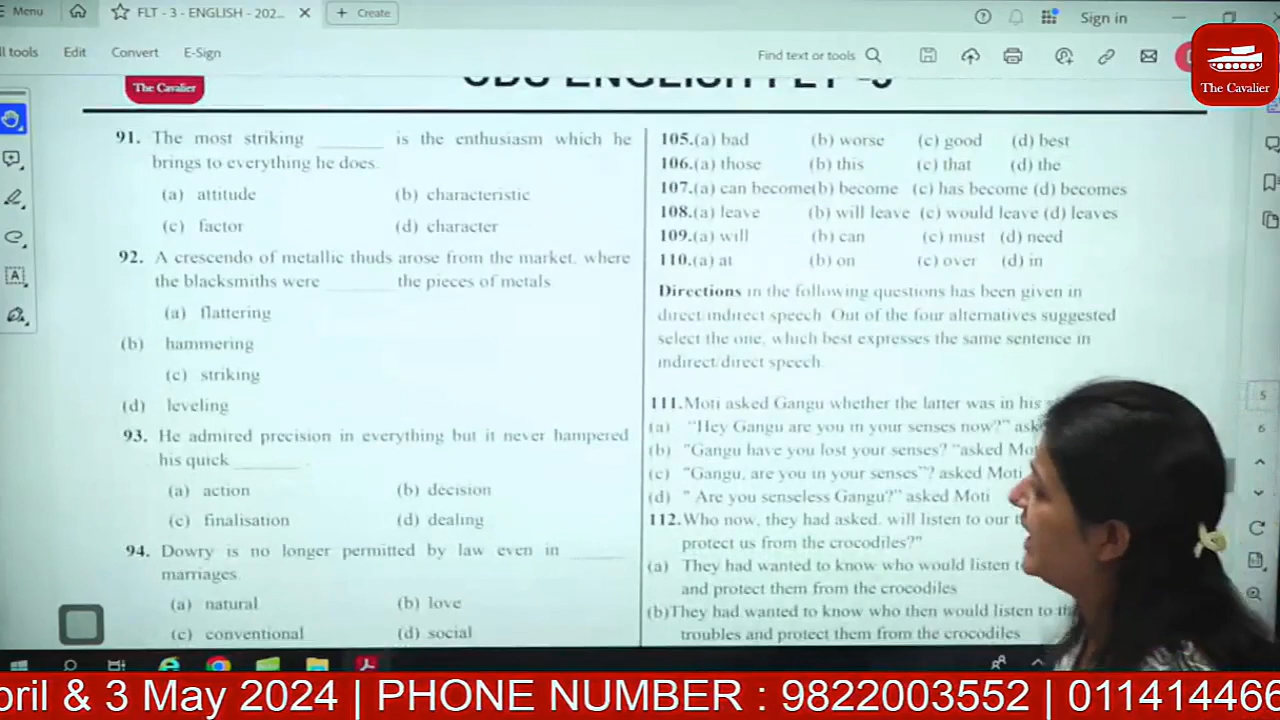 Menu
FLT - 3 - ENGLISH - 202...
Create
Sign in
ll tools
Edit
Convert
E-Sign
Find text or tools
The Cavalier
The Cavalier
91. The most striking ______ is the enthusiasm which he
brings to everything he does.
(a) attitude (b) characteristic
(c) factor (d) character
92. A crescendo of metallic thuds arose from the market, where
the blacksmiths were ______ the pieces of metals
(a) flattering
(b) hammering
(c) striking
(d) leveling
93. He admired precision in everything but it never hampered
his quick ______ .
(a) action (b) decision
(c) finalisation (d) dealing
94. Dowry is no longer permitted by law even in ______
marriages.
(a) natural (b) love
(c) conventional (d) social
105.(a) bad (b) worse (c) good (d) best
106.(a) those (b) this (c) that (d) the
107.(a) can become(b) become (c) has become (d) becomes
108.(a) leave (b) will leave (c) would leave (d) leaves
109.(a) will (b) can (c) must (d) need
110.(a) at (b) on (c) over (d) in
Directions in the following questions has been given in
direct/indirect speech. Out of the four alternatives suggested
select the one, which best expresses the same sentence in
indirect/direct speech.
111.Moti asked Gangu whether the latter was in his
(a) "Hey Gangu are you in your senses now?" ask
(b) "Gangu have you lost your senses? "asked Mo
(c) "Gangu, are you in your senses"? asked Moti
(d) " Are you senseless Gangu?" asked Moti
112.Who now, they had asked, will listen to our
protect us from the crocodiles?"
(a) They had wanted to know who would listen
and protect them from the crocodiles
(b)They had wanted to know who then would listen to
troubles and protect them from the crocodiles
5
6
pril & 3 May 2024 | PHONE NUMBER : 9822003552 | 011414466